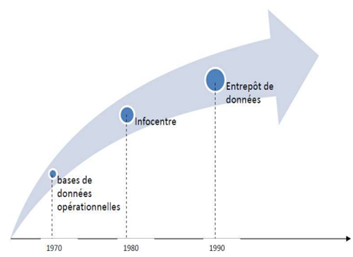 Entrepôt de
données
Infocentre
bases de
données
opérationnelles
1970
1980
1990